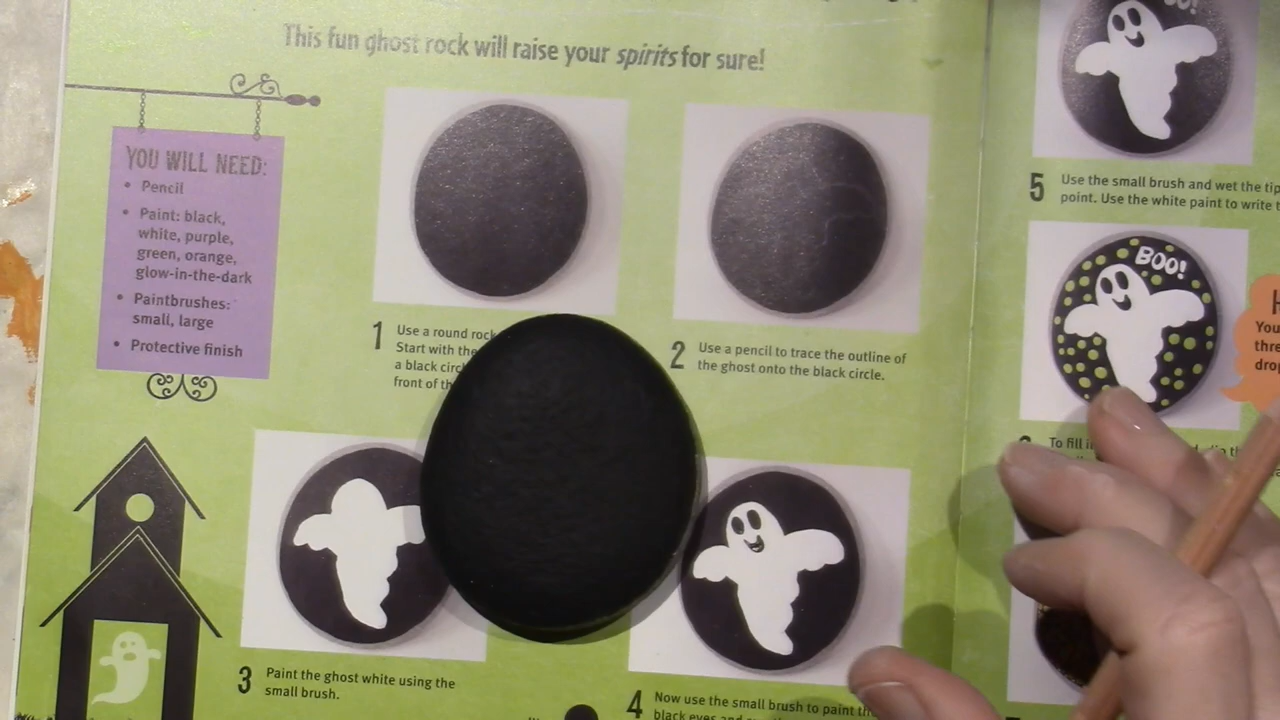 This fun ghost rock will raise your spirits for sure!
YOU WILL NEED:
• Pencil
• Paint: black,
white, purple,
green, orange,
glow-in-the-dark
• Paintbrushes:
small, large
• Protective finish
1 Use a round rock
Start with the
a black circ
front of th
2 Use a pencil to trace the outline of
the ghost onto the black circle.
3 Paint the ghost white using the
small brush.
4 Now use the small brush to paint
black eyes and
BOO!
5 Use the small brush and wet the tip
point. Use the white paint to write
BOO!
To fill
You
thre
drop